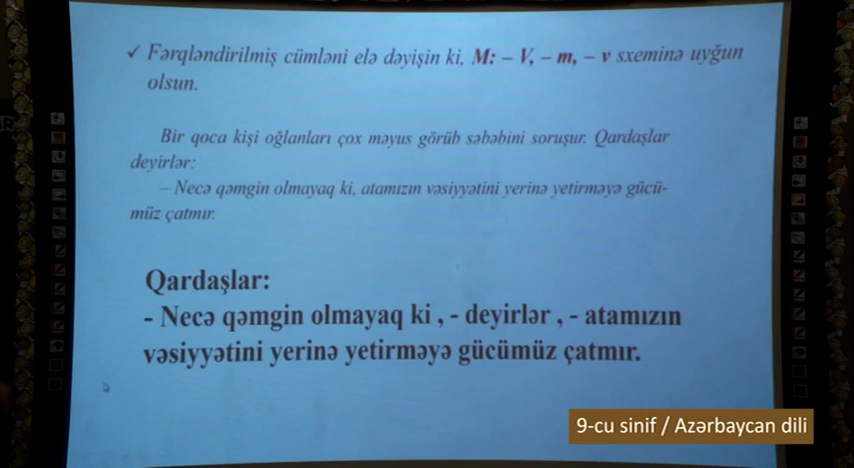 ✓ Fərqləndirilmiş cümləni elə dəyişin ki, M: – V, – m, – v sxeminə uyğun
olsun.
Bir qoca kişi oğlanları çox məyus görüb səbəbini soruşur. Qardaşlar
deyirlər:
– Necə qəmgin olmayaq ki, atamızın vəsiyyətini yerinə yetirməyə gücü-
müz çatmır.
Qardaşlar:
- Necə qəmgin olmayaq ki , - deyirlər , - atamızın
vəsiyyətini yerinə yetirməyə gücümüz çatmır.
9-cu sinif / Azərbaycan dili